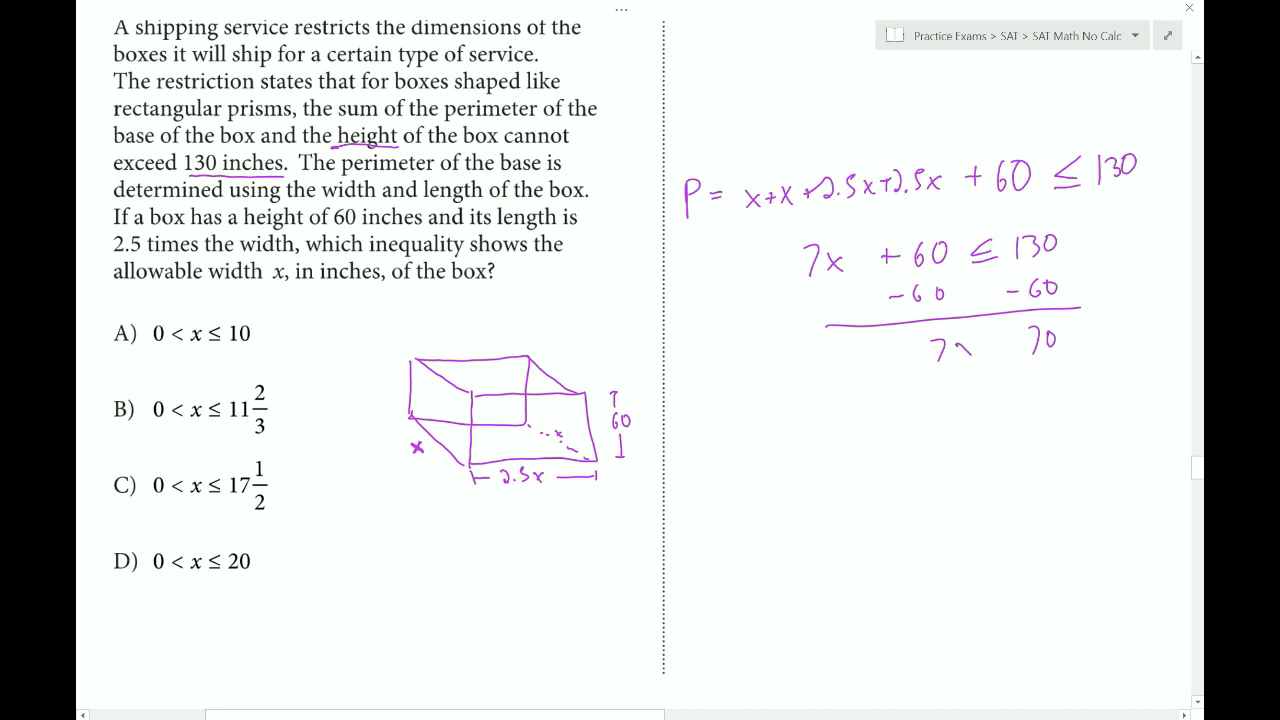 ...
Practice Exams > SAT > SAT Math No Calc
A shipping service restricts the dimensions of the
boxes it will ship for a certain type of service.
The restriction states that for boxes shaped like
rectangular prisms, the sum of the perimeter of the
base of the box and the height of the box cannot
exceed 130 inches. The perimeter of the base is
determined using the width and length of the box.
If a box has a height of 60 inches and its length is
2.5 times the width, which inequality shows the
allowable width x, in inches, of the box?
A) 0 < x ≤ 10
B) 0 < x ≤ 11 2/3
C) 0 < x ≤ 17 1/2
D) 0 < x ≤ 20
x
2.5x
60
P = x+x+2.5x+2.5x + 60 ≤ 130
7x + 60 ≤ 130
-60 -60
7x 70